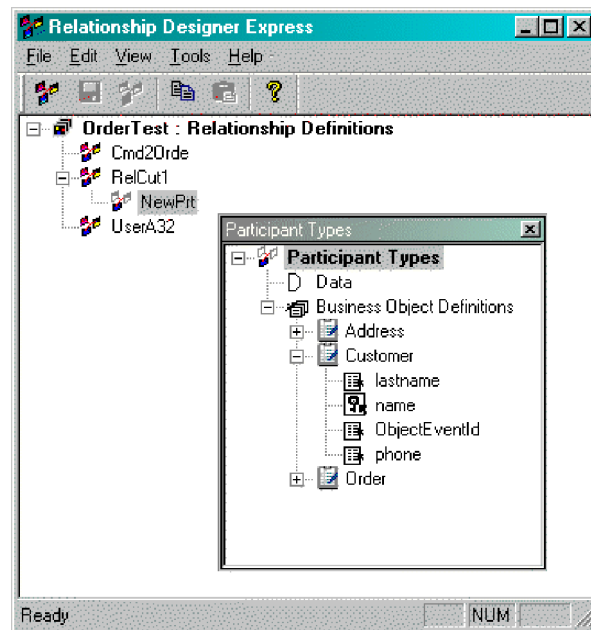 Relationship Designer Express
File Edit View Tools Help
OrderTest : Relationship Definitions
Cmd2Orde
RelCut1
NewPrt
UserA32
Participant Types
Participant Types
Data
Business Object Definitions
Address
Customer
lastname
name
ObjectEventId
phone
Order
Ready NUM